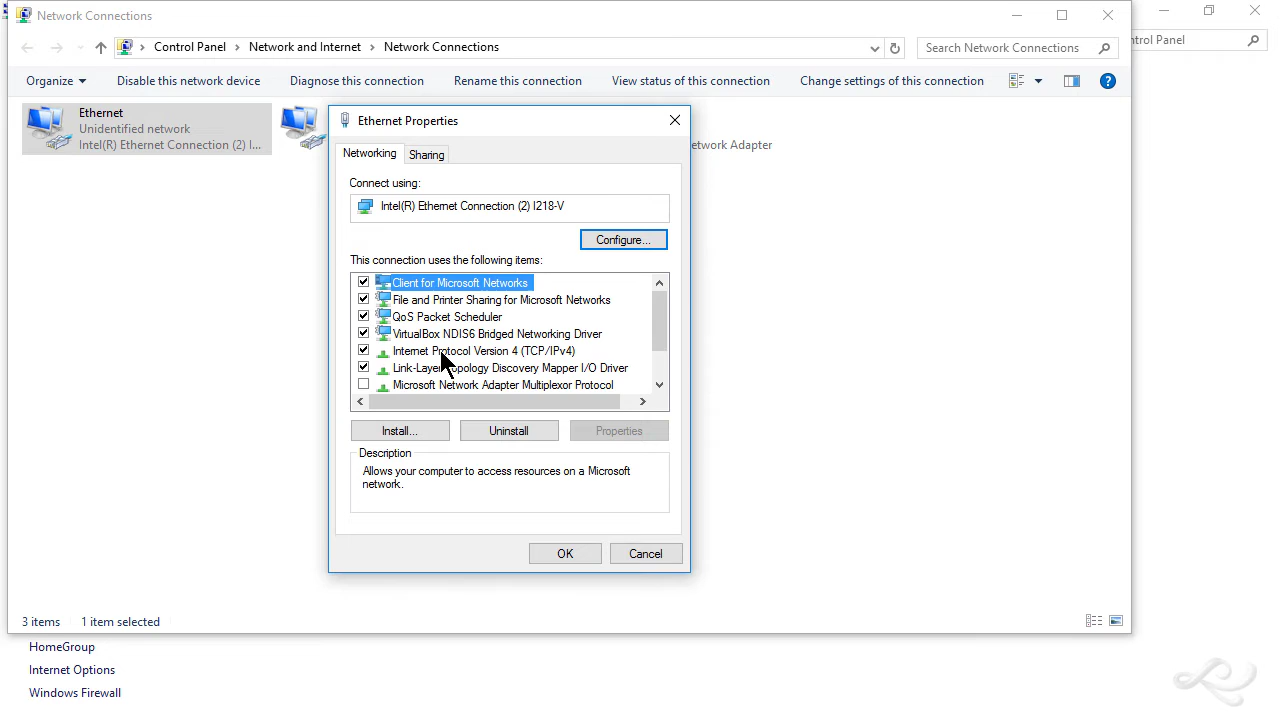 Network Connections
Control Panel > Network and Internet > Network Connections
Search Network Connections
ntrol Panel
Organize
Disable this network device
Diagnose this connection
Rename this connection
View status of this connection
Change settings of this connection
Ethernet
Unidentified network
Intel(R) Ethernet Connection (2) I...
etwork Adapter
Ethernet Properties
Networking
Sharing
Connect using:
Intel(R) Ethernet Connection (2) I218-V
Configure...
This connection uses the following items:
Client for Microsoft Networks
File and Printer Sharing for Microsoft Networks
QoS Packet Scheduler
VirtualBox NDIS6 Bridged Networking Driver
Internet Protocol Version 4 (TCP/IPv4)
Link-Layer Topology Discovery Mapper I/O Driver
Microsoft Network Adapter Multiplexor Protocol
Install...
Uninstall
Properties
Description
Allows your computer to access resources on a Microsoft
network.
OK
Cancel
3 items
1 item selected
HomeGroup
Internet Options
Windows Firewall